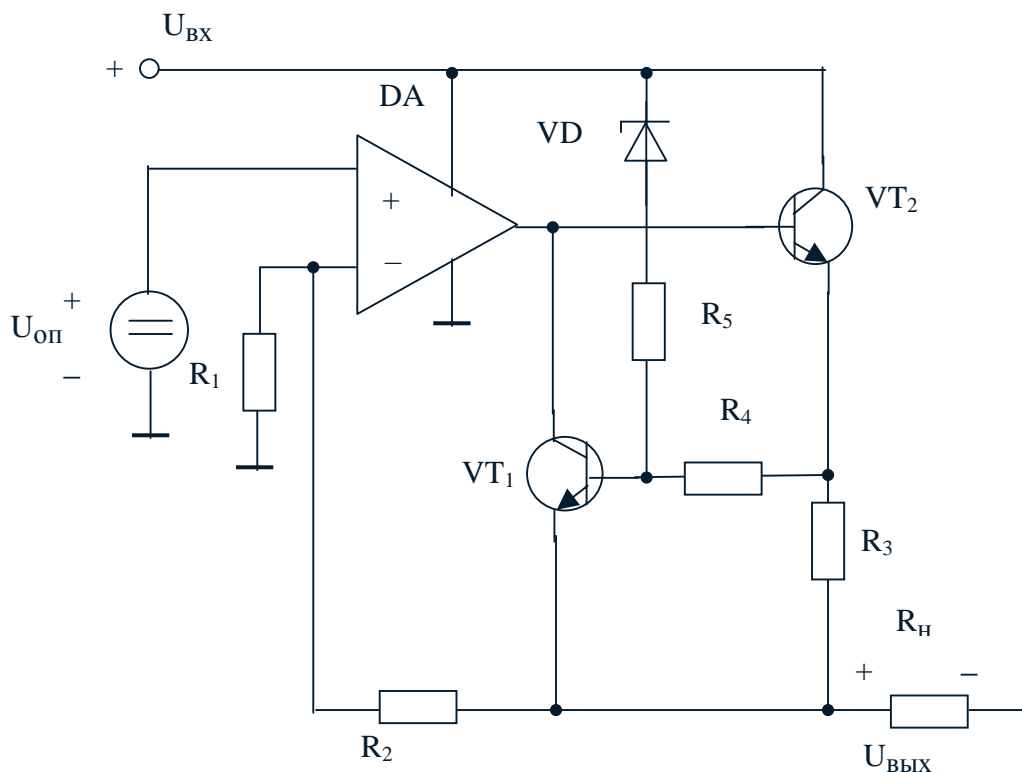 Uвх
+
DA
VD
VT2
+
−
+
Uоп
−
R1
R5
R4
VT1
R3
Rн
+ −
R2
Uвых